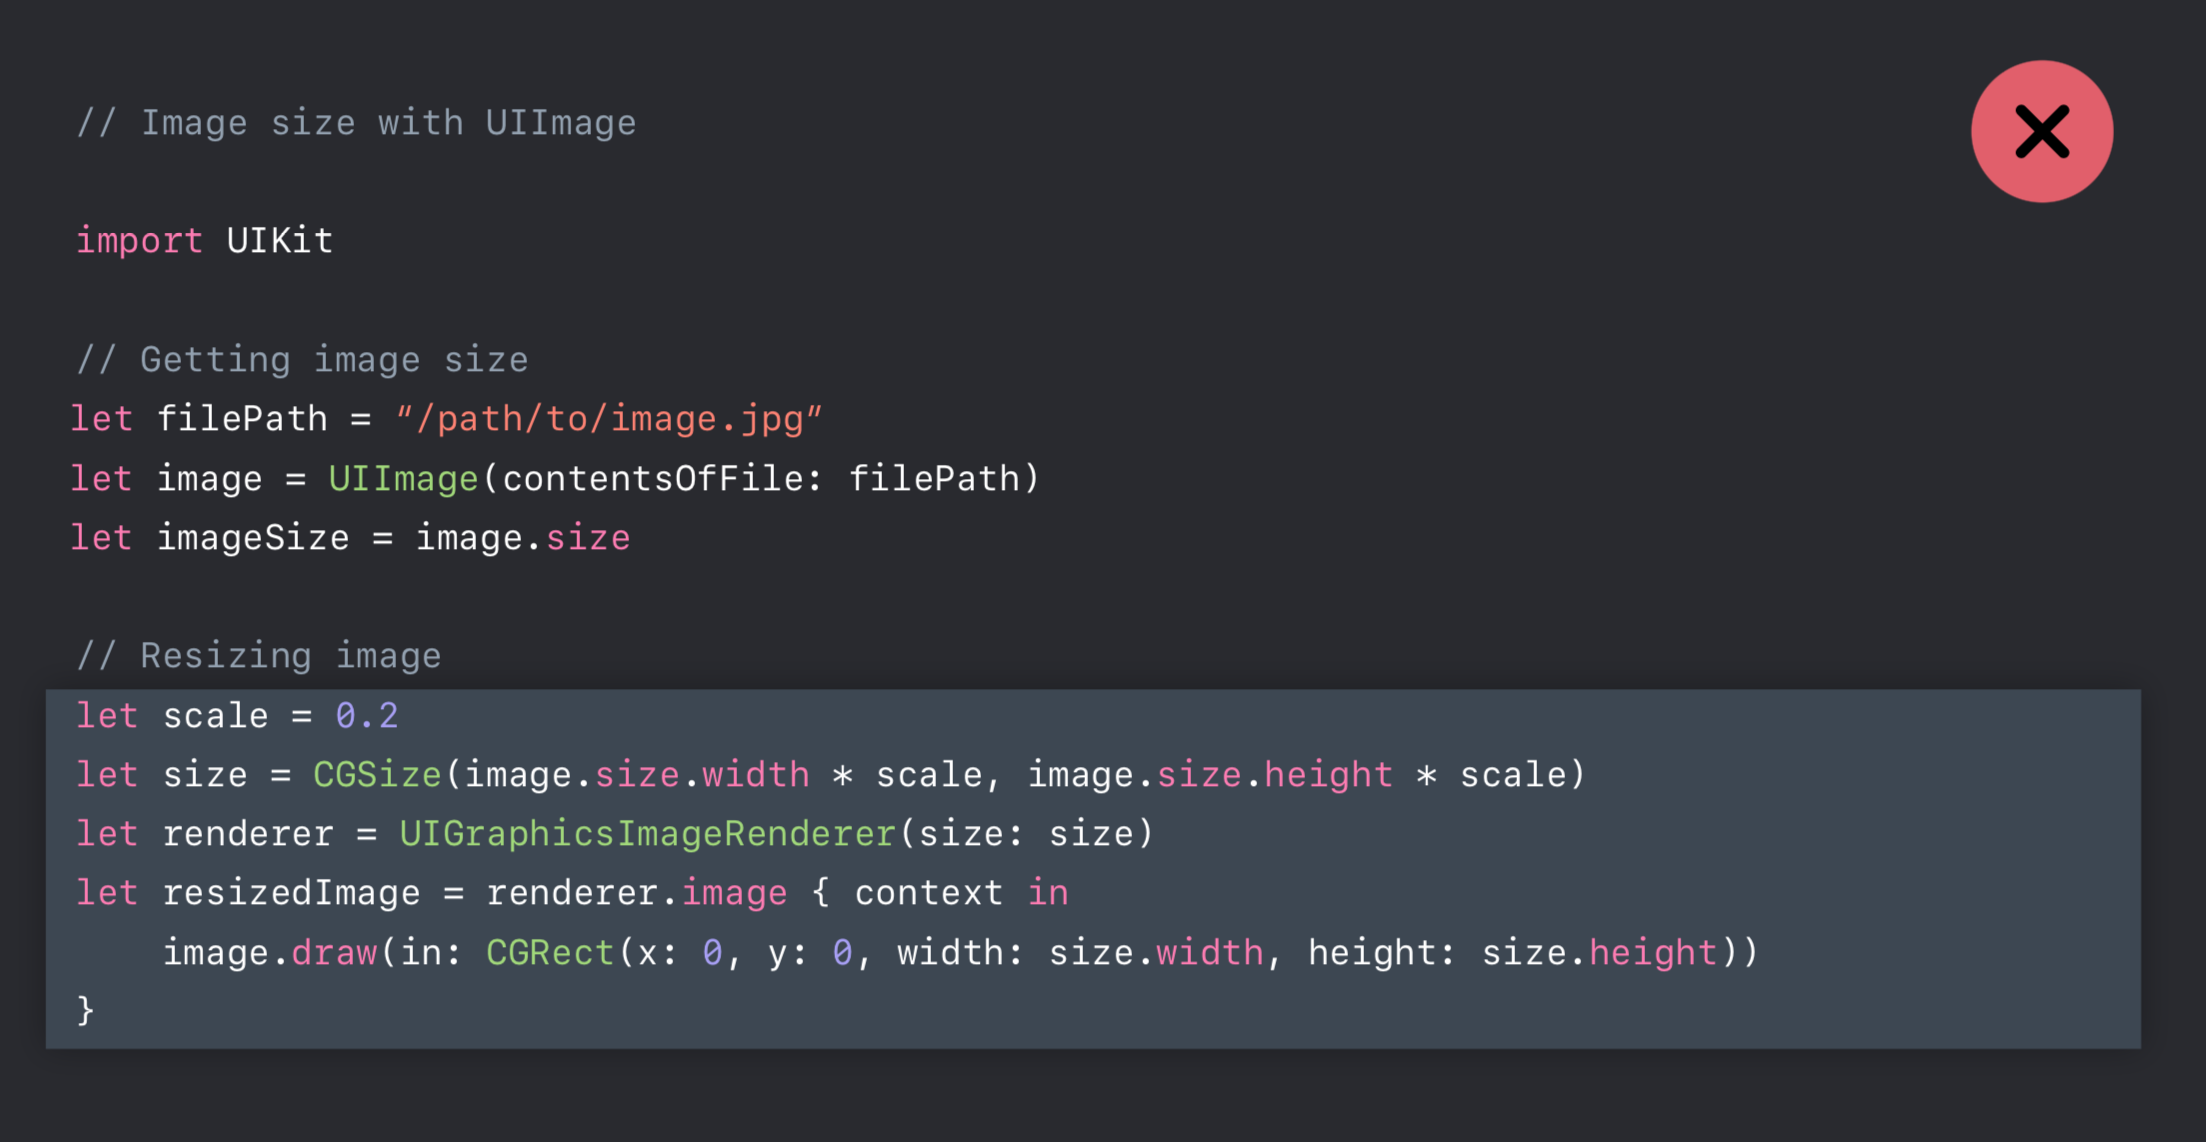 // Image size with UIImage
import UIKit
// Getting image size
let filePath = “/path/to/image.jpg”
let image = UIImage(contentsOfFile: filePath)
let imageSize = image.size
// Resizing image
let scale = 0.2
let size = CGSize(image.size.width * scale, image.size.height * scale)
let renderer = UIGraphicsImageRenderer(size: size)
let resizedImage = renderer.image { context in
    image.draw(in: CGRect(x: 0, y: 0, width: size.width, height: size.height))
}